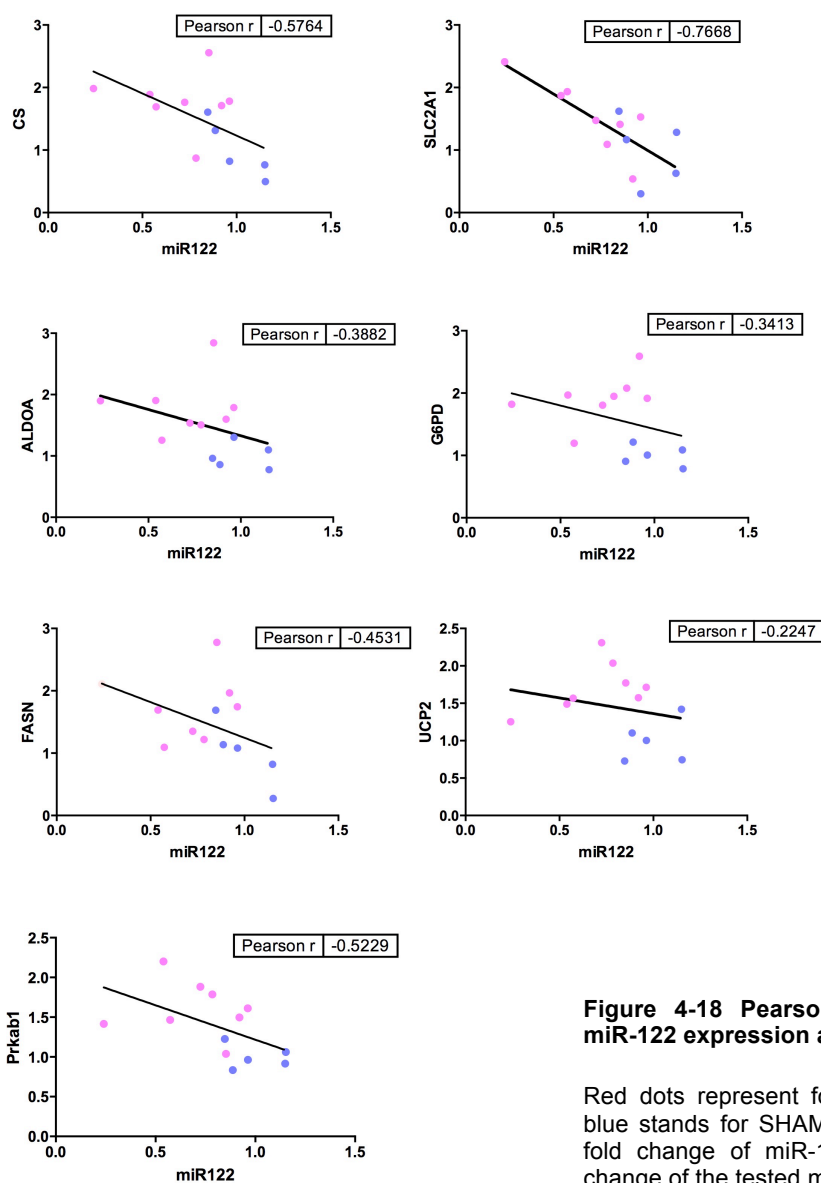 Pearson r -0.5764
3
2
1
0
0.0 0.5 1.0 1.5
CS
miR122
Pearson r -0.7668
3
2
1
0
0.0 0.5 1.0 1.5
SLC2A1
miR122
Pearson r -0.3882
3
2
1
0
0.0 0.5 1.0 1.5
ALDOA
miR122
Pearson r -0.3413
3
2
1
0
0.0 0.5 1.0 1.5
G6PD
miR122
Pearson r -0.4531
3
2
1
0
0.0 0.5 1.0 1.5
FASN
miR122
Pearson r -0.2247
2.5
2.0
1.5
1.0
0.5
0.0
0.0 0.5 1.0 1.5
UCP2
miR122
Pearson r -0.5229
2.5
2.0
1.5
1.0
0.5
0.0
0.0 0.5 1.0 1.5
Prkab1
miR122
Figure 4-18 Pearso
miR-122 expression a
Red dots represent fo
blue stands for SHAM
fold change of miR-1
change of the tested m